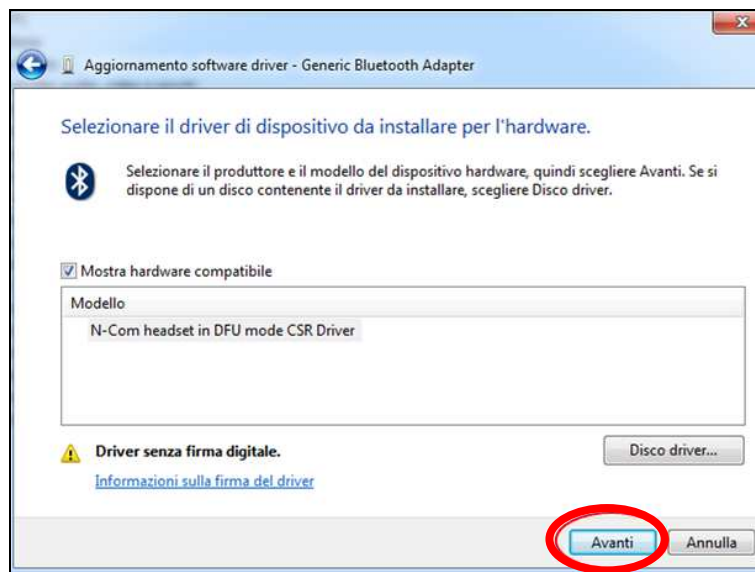 Aggiornamento software driver - Generic Bluetooth Adapter
Selezionare il driver di dispositivo da installare per l'hardware.
Selezionare il produttore e il modello del dispositivo hardware, quindi scegliere Avanti. Se si
dispone di un disco contenente il driver da installare, scegliere Disco driver.
Mostra hardware compatibile
Modello
N-Com headset in DFU mode CSR Driver
Driver senza firma digitale.
Disco driver...
Informazioni sulla firma del driver
Avanti
Annulla